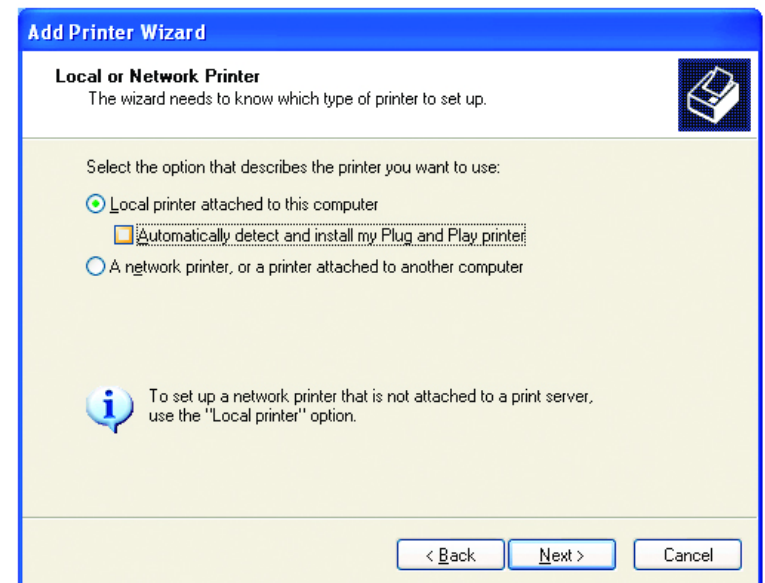 Add Printer Wizard
Local or Network Printer
The wizard needs to know which type of printer to set up.
Select the option that describes the printer you want to use:
Local printer attached to this computer
Automatically detect and install my Plug and Play printer
A network printer, or a printer attached to another computer
To set up a network printer that is not attached to a print server,
use the "Local printer" option.
< Back
Next >
Cancel